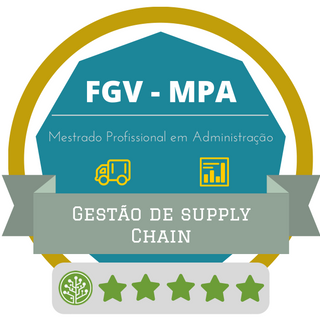 FGV - MPA
Mestrado Profissional em Administração
Gestão de supply
Chain